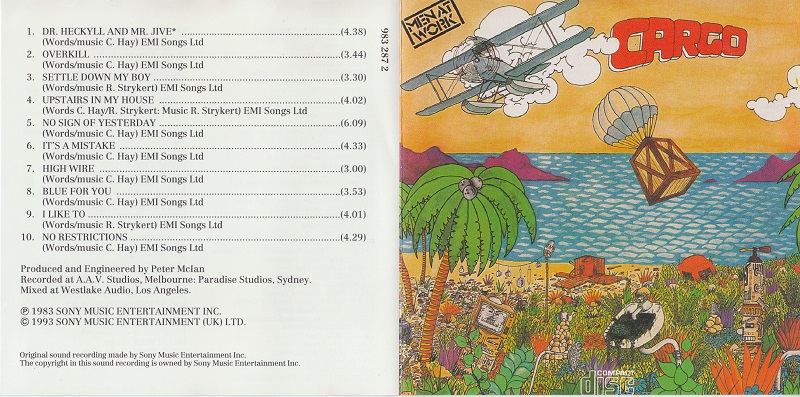 1. DR. HECKYLL AND MR. JIVE* ..........(4.38)
(Words/music C. Hay) EMI Songs Ltd
2. OVERKILL ..........(3.44)
(Words/music C. Hay) EMI Songs Ltd
3. SETTLE DOWN MY BOY ..........(3.30)
(Words/music R. Strykert) EMI Songs Ltd
4. UPSTAIRS IN MY HOUSE ..........(4.02)
(Words C. Hay/R. Strykert: Music R. Strykert) EMI Songs Ltd
5. NO SIGN OF YESTERDAY ..........(6.09)
(Words/music C. Hay) EMI Songs Ltd
6. IT'S A MISTAKE ..........(4.33)
(Words/music C. Hay) EMI Songs Ltd
7. HIGH WIRE ..........(3.00)
(Words/music C. Hay) EMI Songs Ltd
8. BLUE FOR YOU ..........(3.53)
(Words/music C. Hay) EMI Songs Ltd
9. I LIKE TO ..........(4.01)
(Words/music R. Strykert) EMI Songs Ltd
10. NO RESTRICTIONS ..........(4.29)
(Words/music C. Hay) EMI Songs Ltd
Produced and Engineered by Peter McIan
Recorded at A.A.V. Studios, Melbourne: Paradise Studios, Sydney.
Mixed at Westlake Audio, Los Angeles.
℗ 1983 SONY MUSIC ENTERTAINMENT INC.
© 1993 SONY MUSIC ENTERTAINMENT (UK) LTD.
Original sound recording made by Sony Music Entertainment Inc.
The copyright in this sound recording is owned by Sony Music Entertainment Inc.
983 287 2
MEN AT
WORK
CARGO
COMPACT
disc